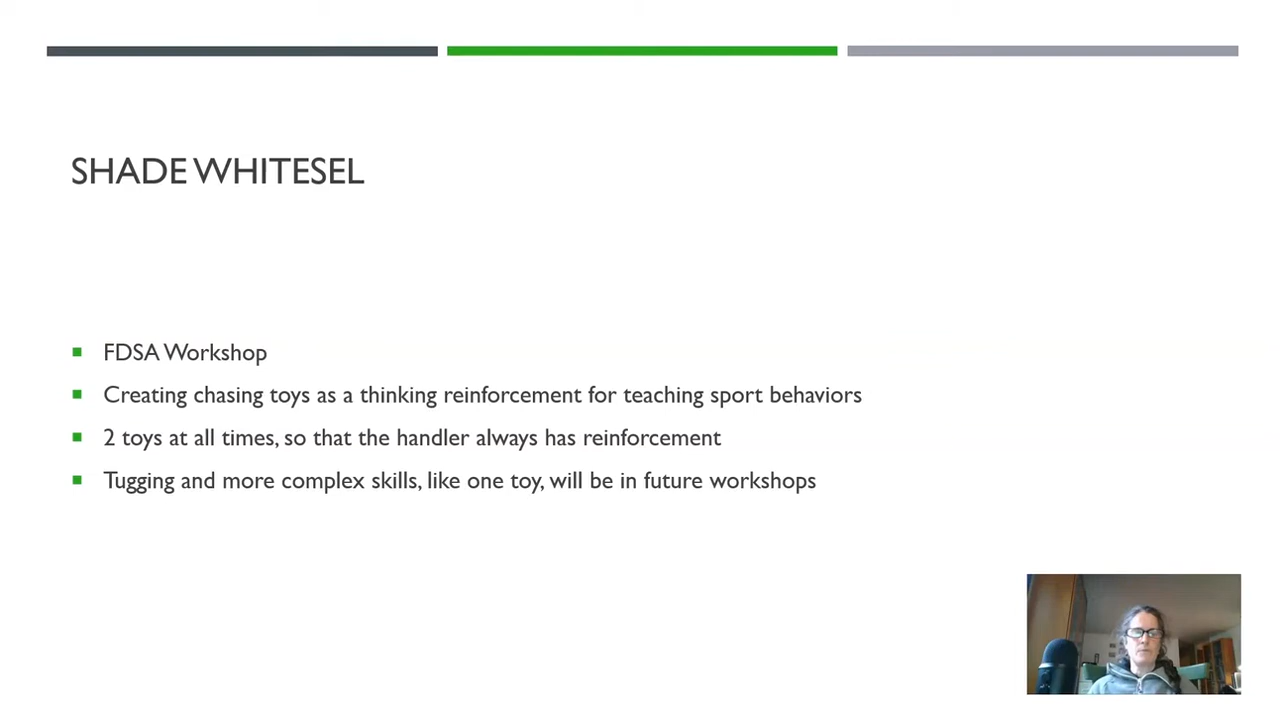 SHADE WHITESEL
FDSA Workshop
Creating chasing toys as a thinking reinforcement for teaching sport behaviors
2 toys at all times, so that the handler always has reinforcement
Tugging and more complex skills, like one toy, will be in future workshops